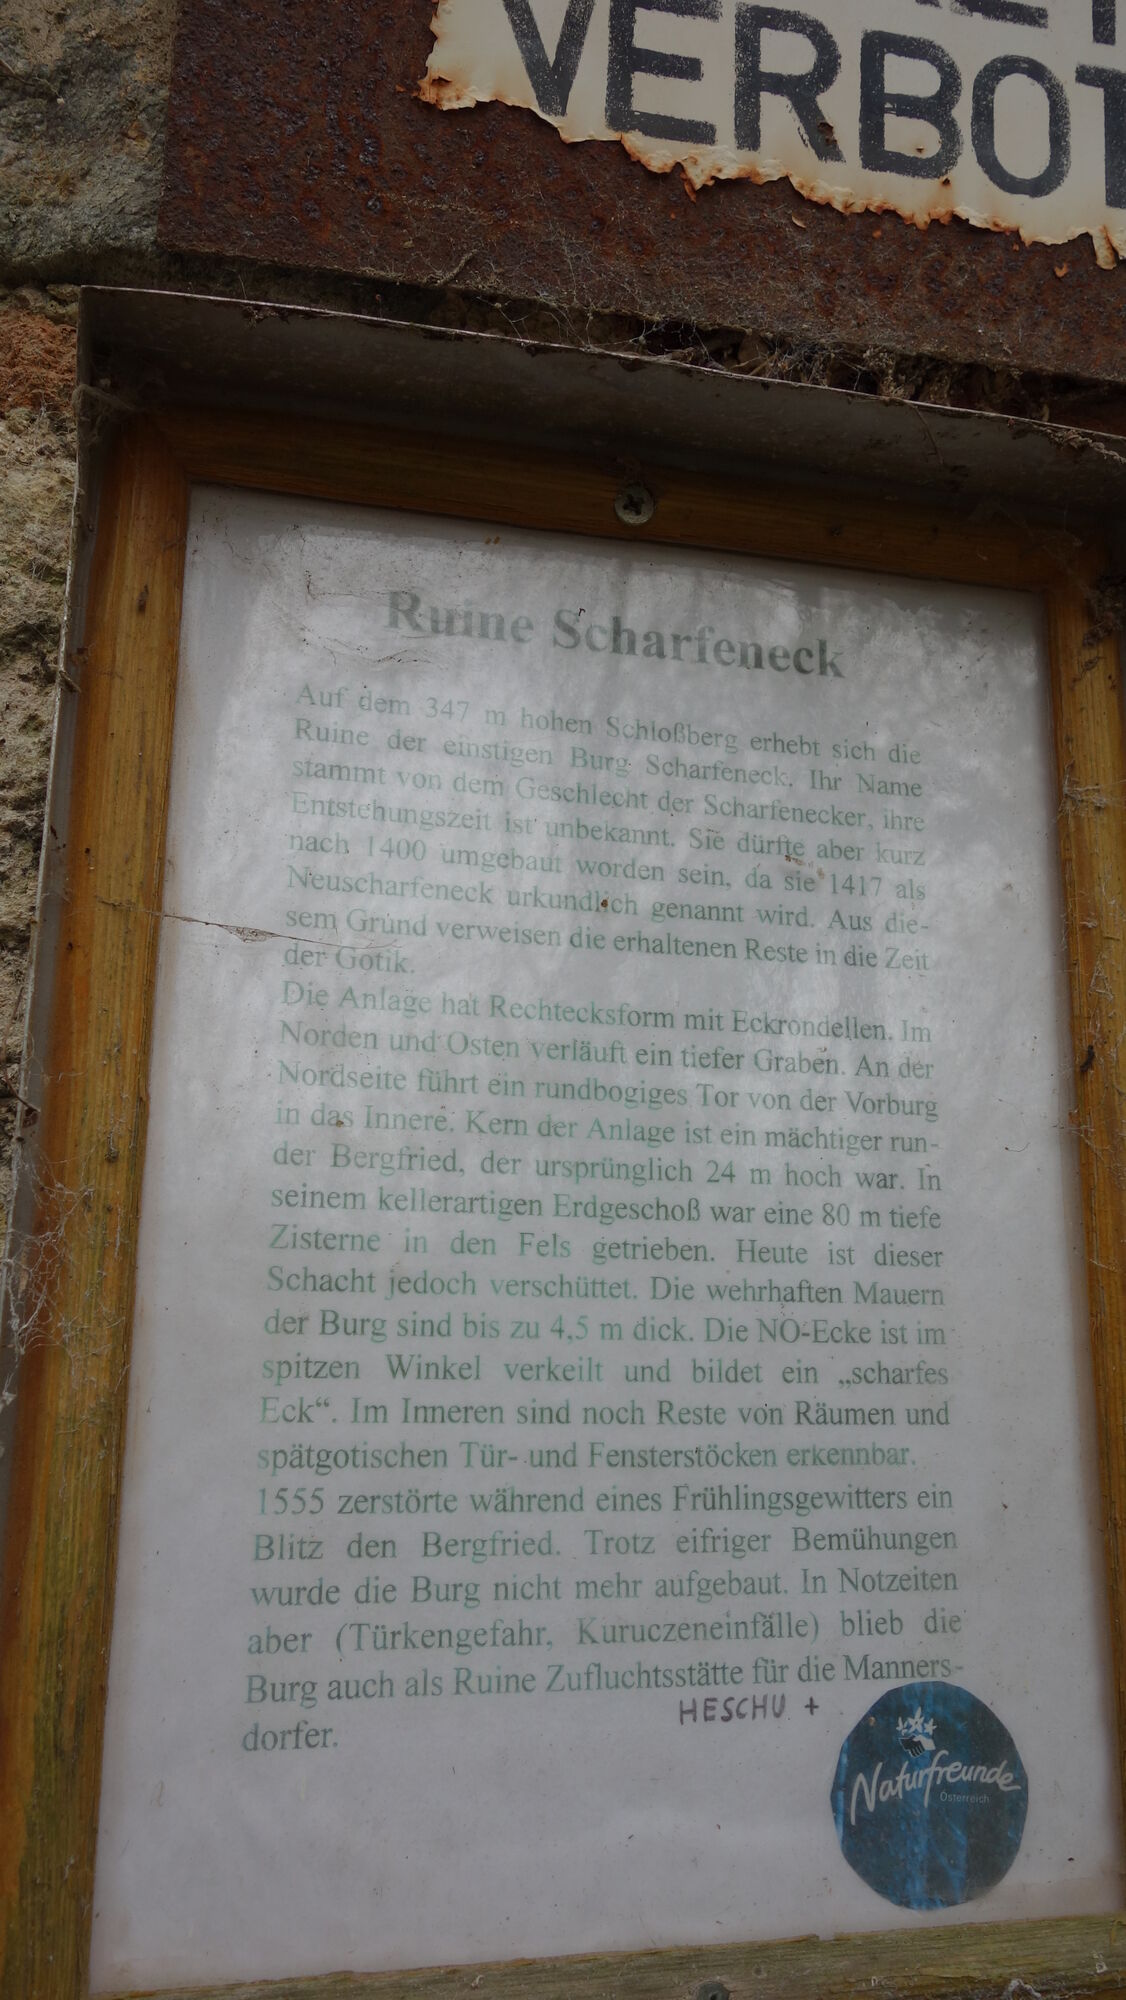 VERBOT
Ruine Scharfeneck
Auf dem 347 m hohen Schloßberg erhebt sich die
Ruine der einstigen Burg Scharfeneck. Ihr Name
stammt von dem Geschlecht der Scharfenecker, ihre
Entstehungszeit ist unbekannt. Sie dürfte aber kurz
nach 1400 umgebaut worden sein, da sie 1417 als
Neuscharfeneck urkundlich genannt wird. Aus die-
sem Grund verweisen die erhaltenen Reste in die Zeit
der Gotik.
Die Anlage hat Rechtecksform mit Eckrondellen. Im
Norden und Osten verläuft ein tiefer Graben. An der
Nordseite führt ein rundbogiges Tor von der Vorburg
in das Innere. Kern der Anlage ist ein mächtiger run-
der Bergfried, der ursprünglich 24 m hoch war. In
seinem kellerartigen Erdgeschoß war eine 80 m tiefe
Zisterne in den Fels getrieben. Heute ist dieser
Schacht jedoch verschüttet. Die wehrhaften Mauern
der Burg sind bis zu 4,5 m dick. Die NO-Ecke ist im
spitzen Winkel verkeilt und bildet ein „scharfes
Eck“. Im Inneren sind noch Reste von Räumen und
spätgotischen Tür- und Fensterstöcken erkennbar.
1555 zerstörte während eines Frühlingsgewitters ein
Blitz den Bergfried. Trotz eifriger Bemühungen
wurde die Burg nicht mehr aufgebaut. In Notzeiten
aber (Türkengefahr, Kuruczeneinfälle) blieb die
Burg auch als Ruine Zufluchtsstätte für die Manners-
dorfer.
HESCHU +
Naturfreunde
Österreich